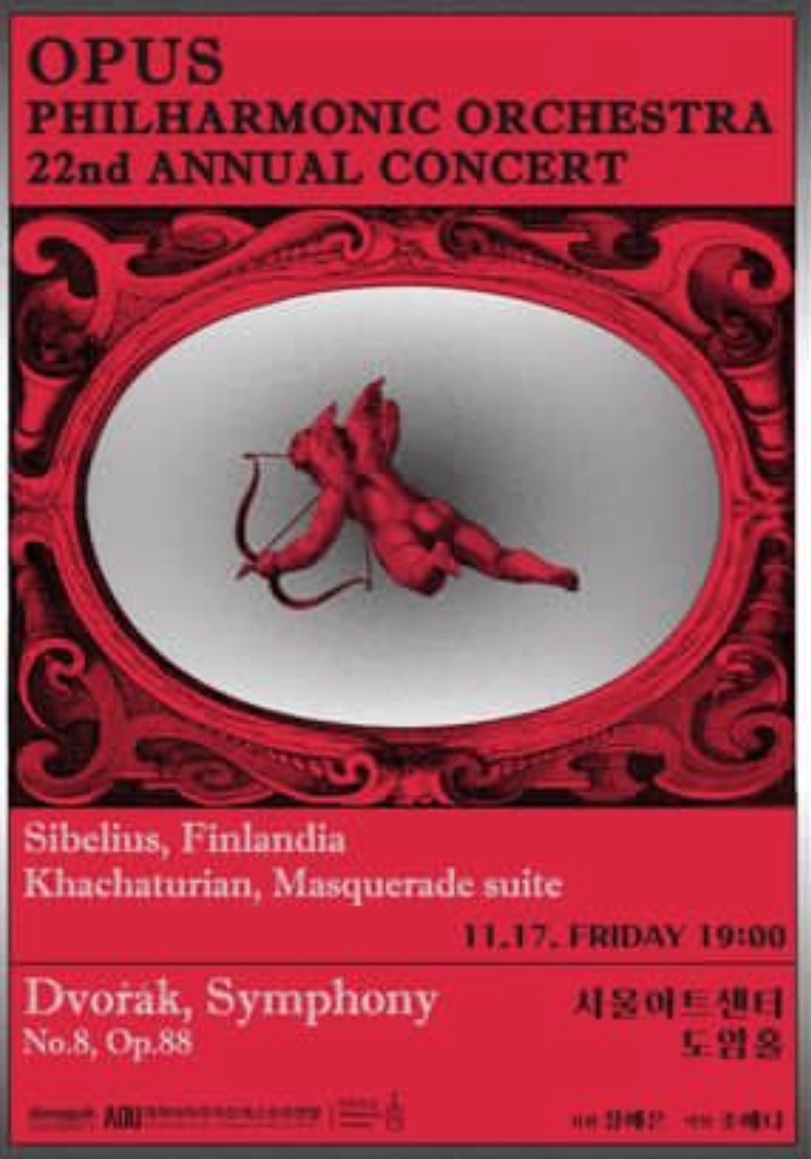 OPUS
PHILHARMONIC ORCHESTRA
22nd ANNUAL CONCERT
Sibelius, Finlandia
Khachaturian, Masquerade suite
11.17. FRIDAY 19:00
Dvořák, Symphony
No.8, Op.88
서울아트센터
도암홀
AOU